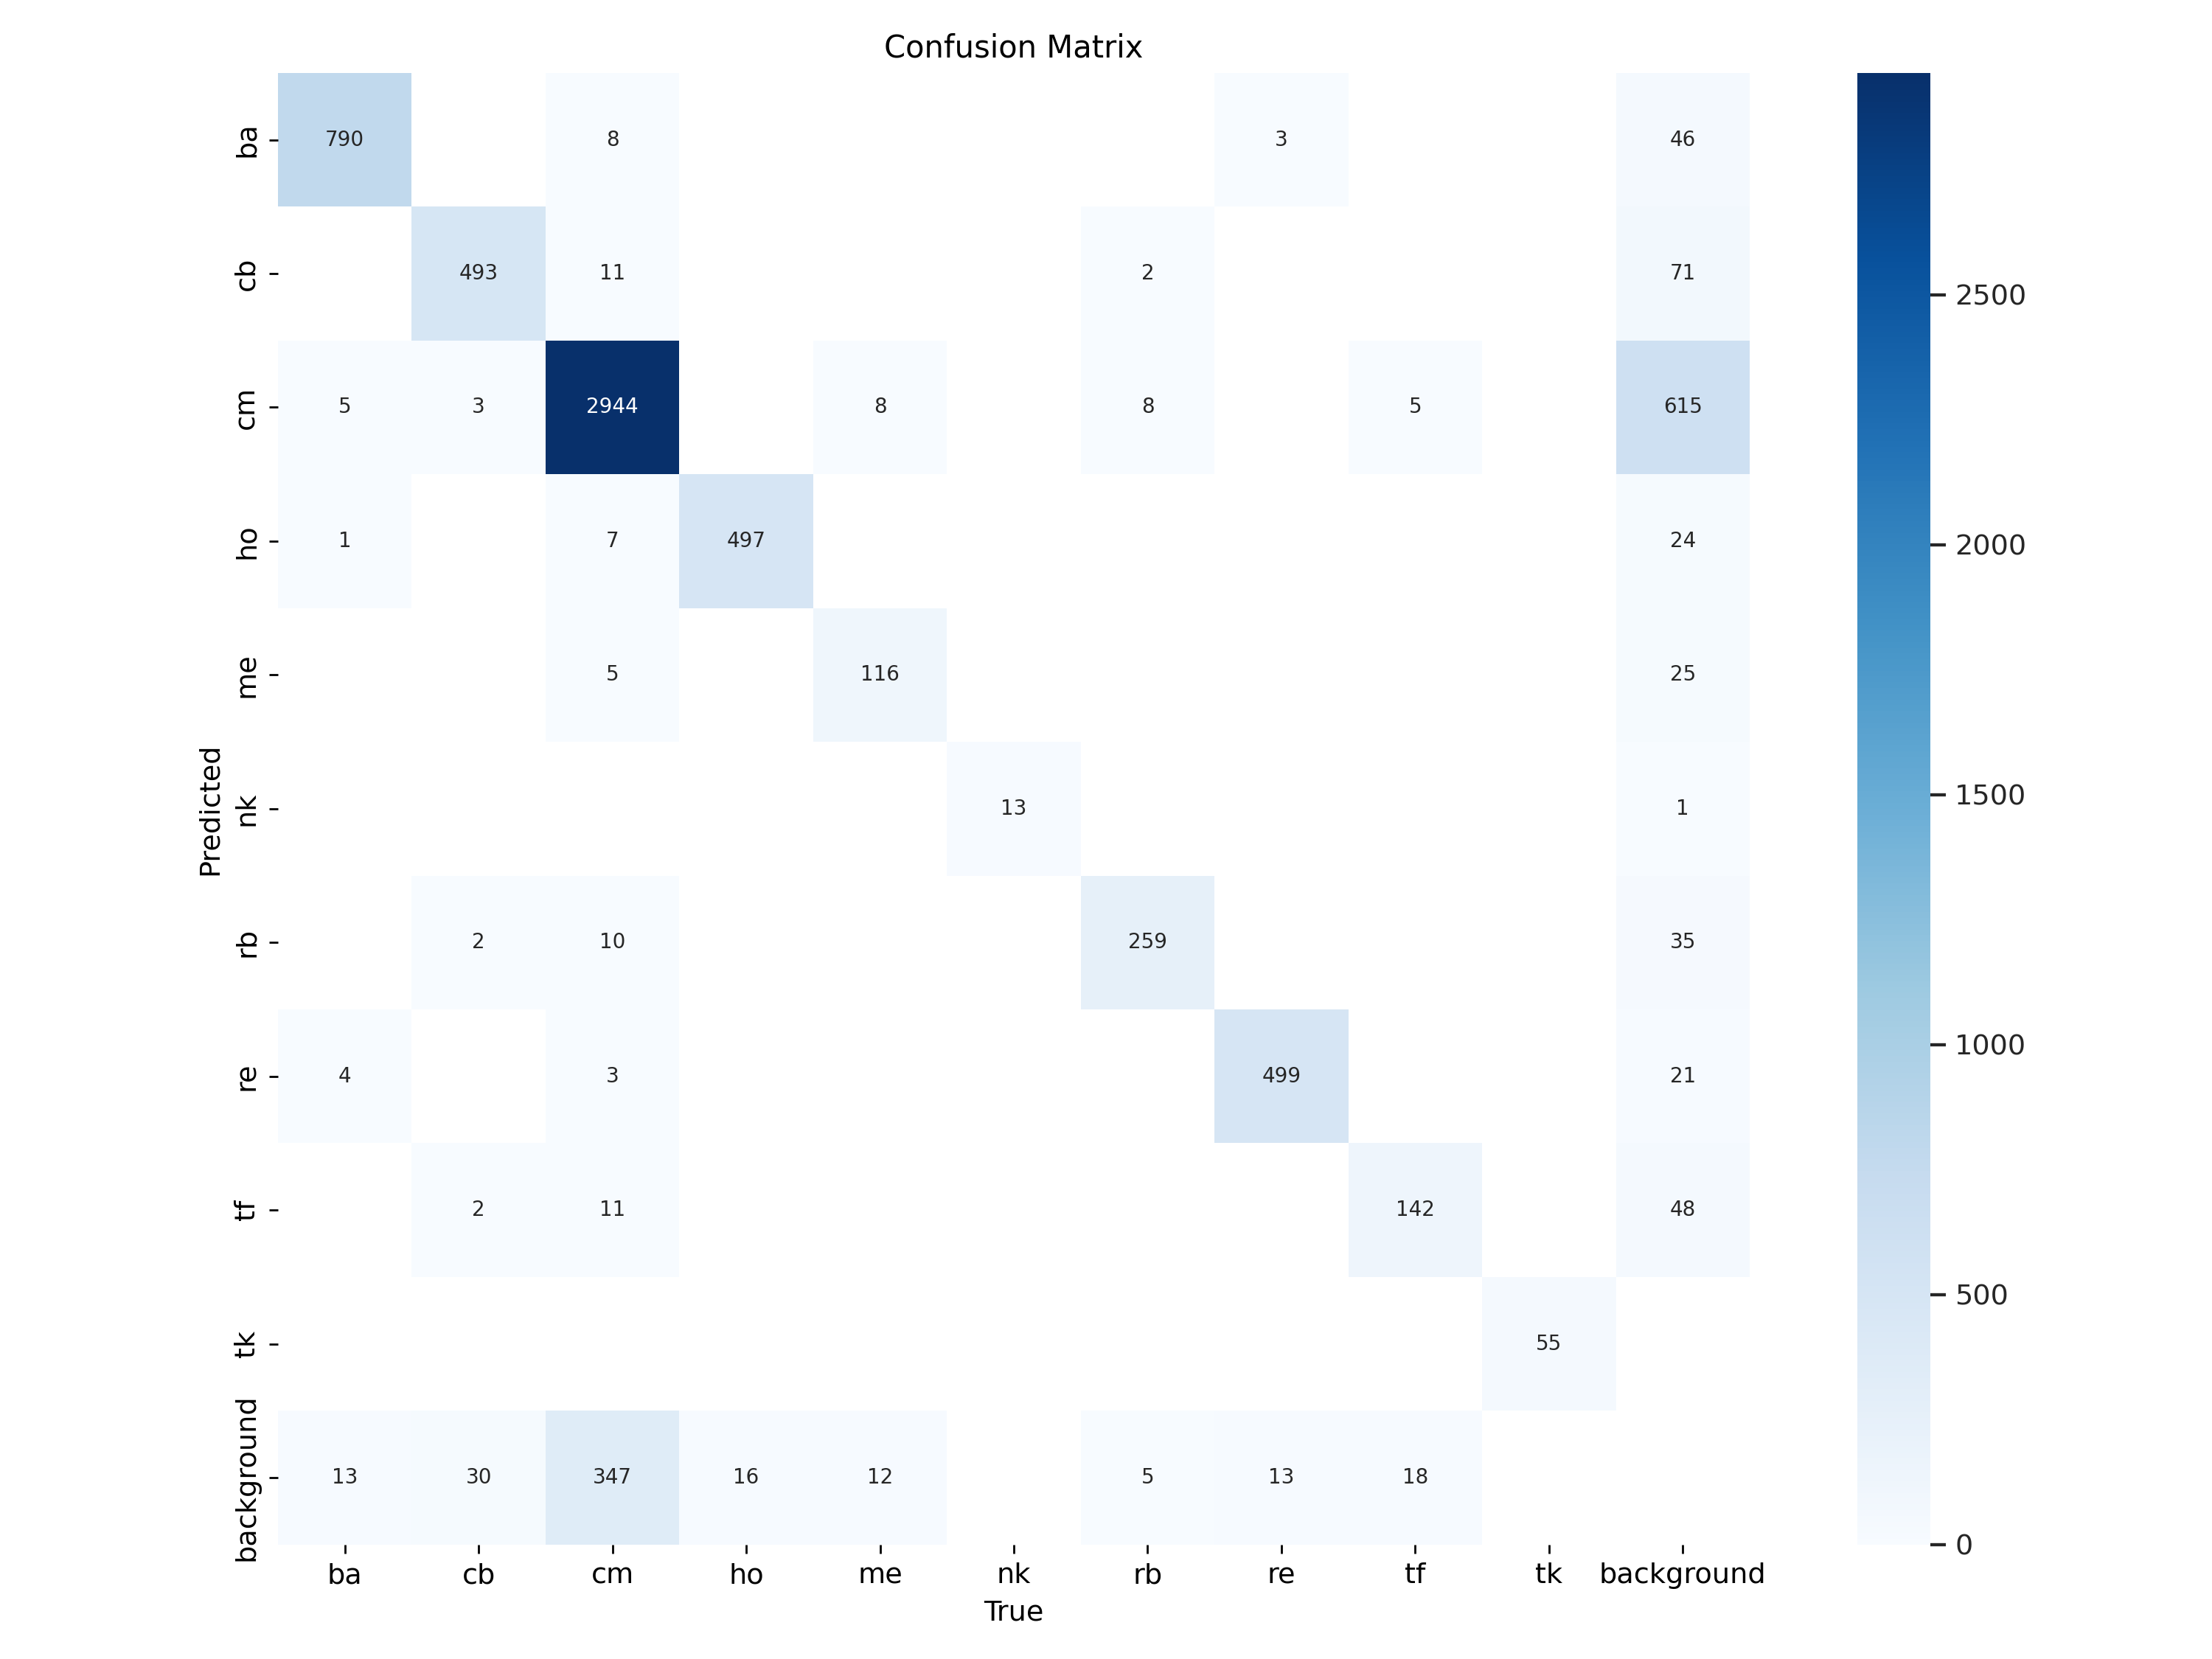 Confusion Matrix
ba 790 8 3 46
cb 493 11 2 71
cm 5 3 2944 8 8 5 615
ho 1 7 497 24
me 5 116 25
nk 13 1
rb 2 10 259 35
re 4 3 499 21
tf 2 11 142 48
tk 55
background 13 30 347 16 12 5 13 18
ba cb cm ho me nk rb re tf tk background
True
Predicted
2500
2000
1500
1000
500
0